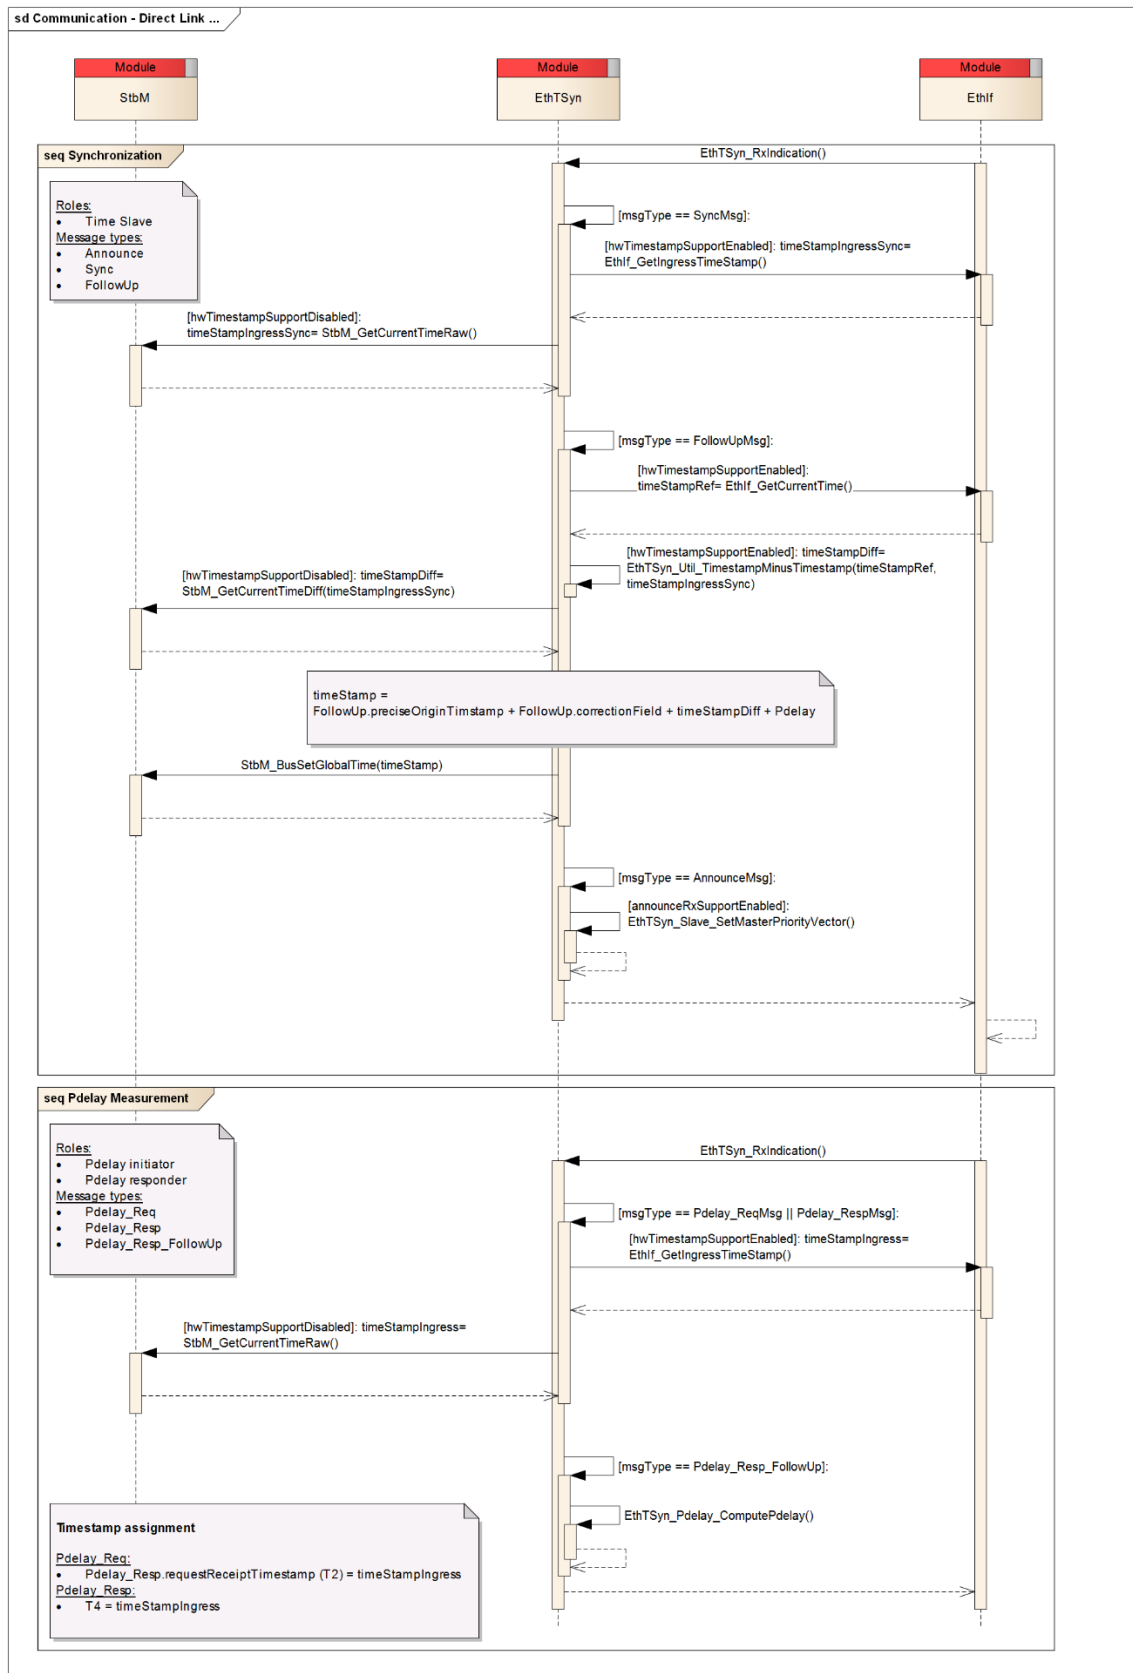 sd Communication - Direct Link ...
Module
StbM
Module
EthTSyn
Module
EthIf
seq Synchronization
EthTSyn_RxIndication()
Roles:
• Time Slave
Message types:
• Announce
• Sync
• FollowUp
[msgType == SyncMsg]:
[hwTimestampSupportEnabled]: timeStampIngressSync=
EthIf_GetIngressTimeStamp()
[hwTimestampSupportDisabled]:
timeStampIngressSync= StbM_GetCurrentTimeRaw()
[msgType == FollowUpMsg]:
[hwTimestampSupportEnabled]:
timeStampRef= EthIf_GetCurrentTime()
[hwTimestampSupportEnabled]: timeStampDiff=
EthTSyn_Util_TimestampMinusTimestamp(timeStampRef,
timeStampIngressSync)
[hwTimestampSupportDisabled]: timeStampDiff=
StbM_GetCurrentTimeDiff(timeStampIngressSync)
timeStamp =
FollowUp.preciseOriginTimstamp + FollowUp.correctionField + timeStampDiff + Pdelay
StbM_BusSetGlobalTime(timeStamp)
[msgType == AnnounceMsg]:
[announceRxSupportEnabled]:
EthTSyn_Slave_SetMasterPriorityVector()
seq Pdelay Measurement
EthTSyn_RxIndication()
Roles:
• Pdelay initiator
• Pdelay responder
Message types:
• Pdelay_Req
• Pdelay_Resp
• Pdelay_Resp_FollowUp
[msgType == Pdelay_ReqMsg || Pdelay_RespMsg]:
[hwTimestampSupportEnabled]: timeStampIngress=
EthIf_GetIngressTimeStamp()
[hwTimestampSupportDisabled]: timeStampIngress=
StbM_GetCurrentTimeRaw()
[msgType == Pdelay_Resp_FollowUp]:
EthTSyn_Pdelay_ComputePdelay()
Timestamp assignment
Pdelay_Req:
• Pdelay_Resp.requestReceiptTimestamp (T2) = timeStampIngress
Pdelay_Resp:
• T4 = timeStampIngress